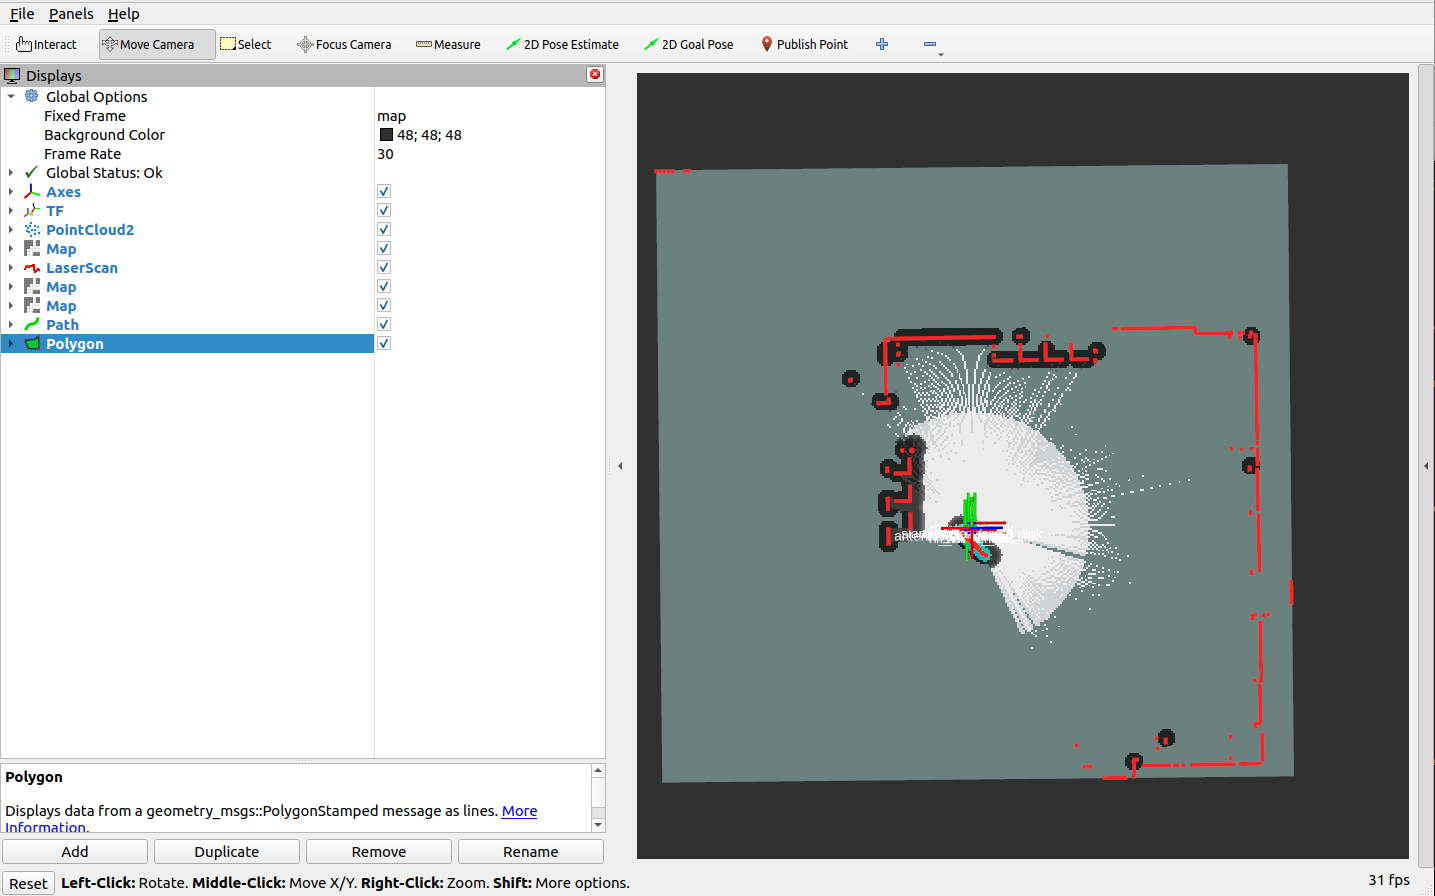 File Panels Help
Interact Move Camera Select Focus Camera Measure 2D Pose Estimate 2D Goal Pose Publish Point
Displays
Global Options
Fixed Frame map
Background Color 48; 48; 48
Frame Rate 30
Global Status: Ok
Axes
TF
PointCloud2
Map
LaserScan
Map
Map
Path
Polygon
Polygon
Displays data from a geometry_msgs::PolygonStamped message as lines. More
Information.
Add Duplicate Remove Rename
Reset Left-Click: Rotate. Middle-Click: Move X/Y. Right-Click: Zoom. Shift: More options. 31 fps